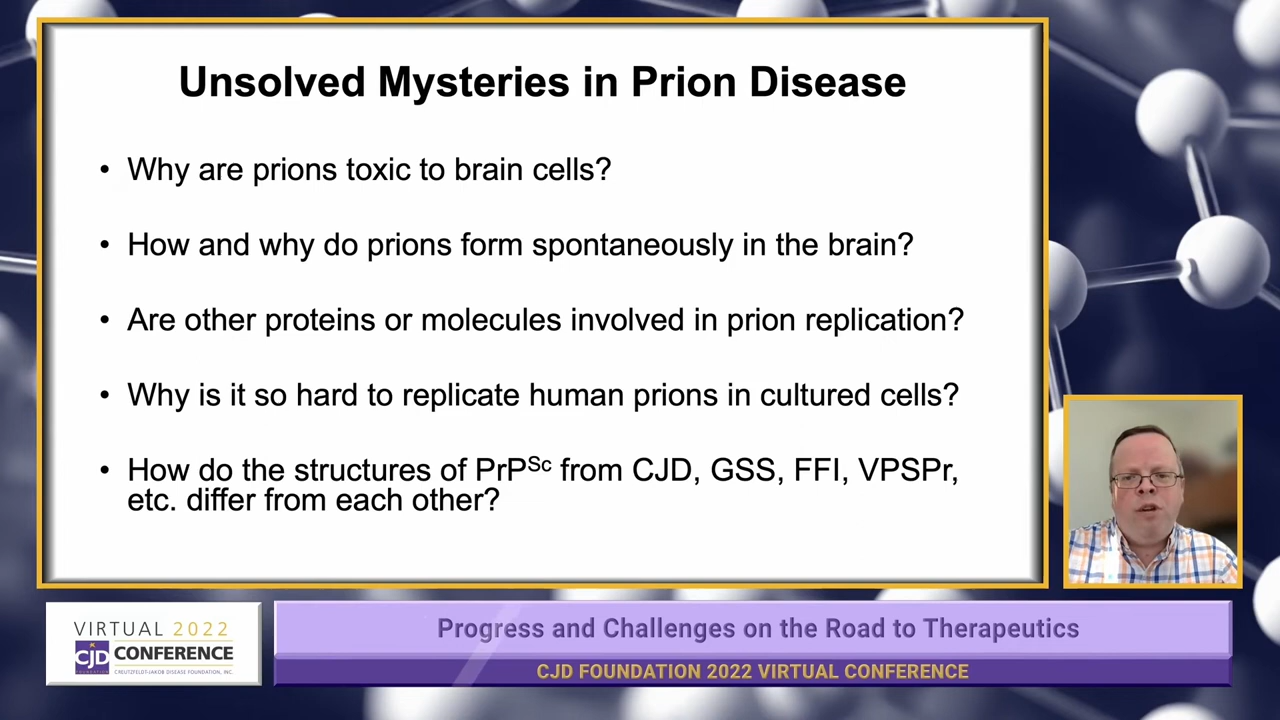 Unsolved Mysteries in Prion Disease
• Why are prions toxic to brain cells?
• How and why do prions form spontaneously in the brain?
• Are other proteins or molecules involved in prion replication?
• Why is it so hard to replicate human prions in cultured cells?
• How do the structures of PrPSc from CJD, GSS, FFI, VPSPr,
etc. differ from each other?
VIRTUAL 2022
CJD CONFERENCE
CREUTZFELDT-JAKOB DISEASE FOUNDATION, INC.
Progress and Challenges on the Road to Therapeutics
CJD FOUNDATION 2022 VIRTUAL CONFERENCE